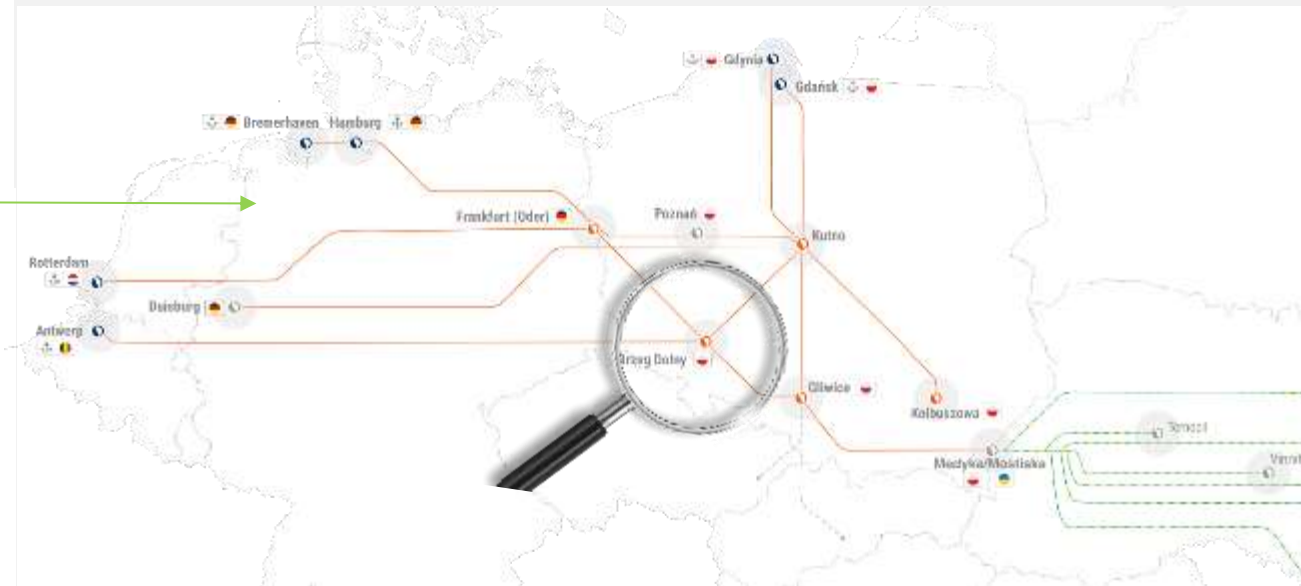 Gdynia
Gdańsk
Bremerhaven Hamburg
Frankfurt (Oder)
Poznań
Kutno
Rotterdam
Duisburg
Antwerp
Brzeg Dolny
Gliwice
Kolbuszowa
Medyka/Mostiska